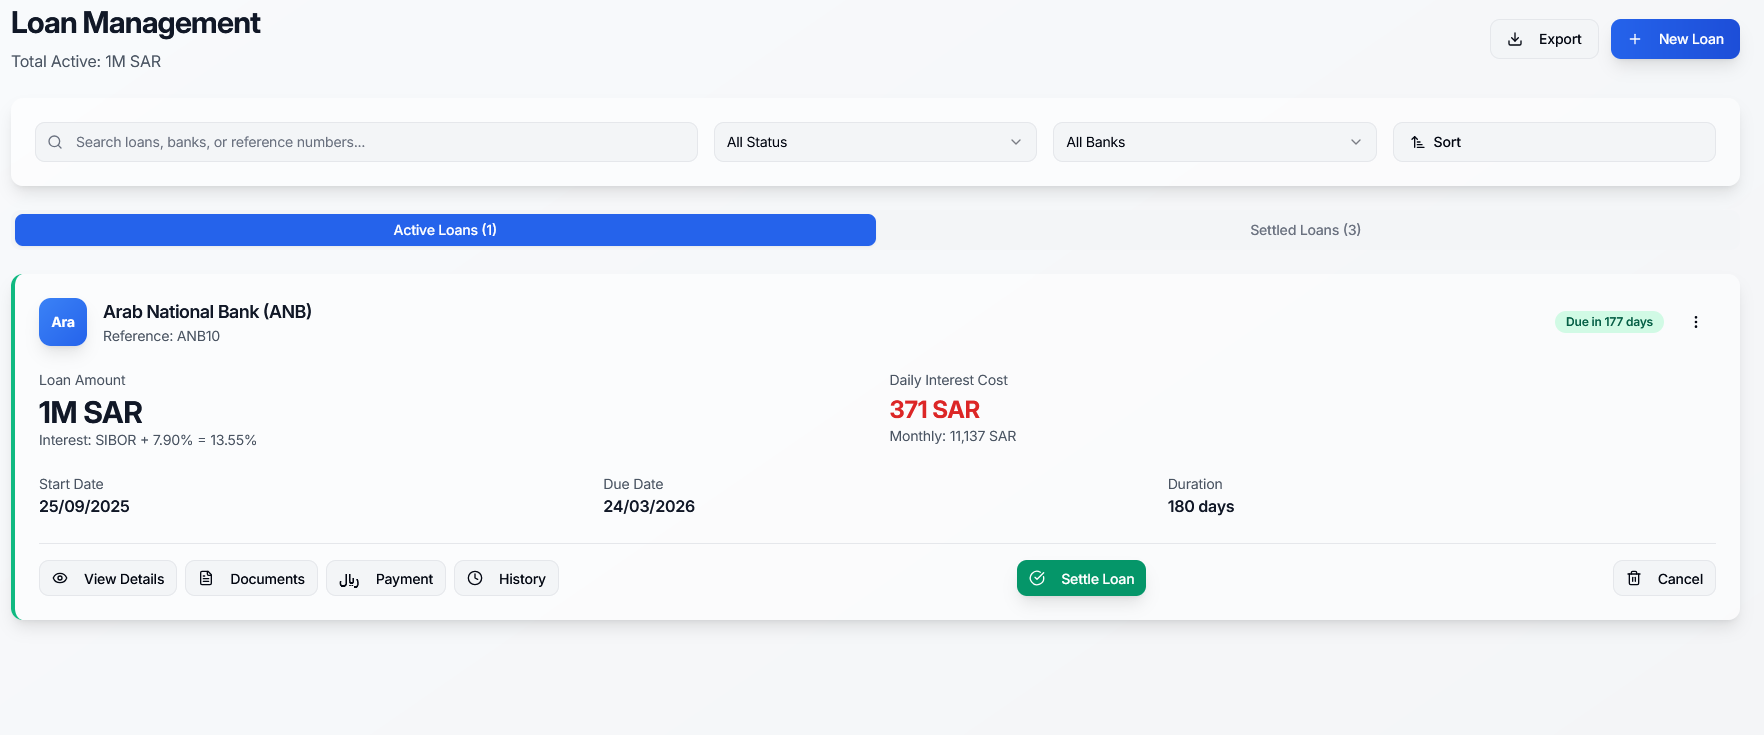 Loan Management
Total Active: 1M SAR
Export
New Loan
Search loans, banks, or reference numbers...
All Status
All Banks
Sort
Active Loans (1)
Settled Loans (3)
Ara
Arab National Bank (ANB)
Reference: ANB10
Due in 177 days
Loan Amount
1M SAR
Interest: SIBOR + 7.90% = 13.55%
Daily Interest Cost
371 SAR
Monthly: 11,137 SAR
Start Date
25/09/2025
Due Date
24/03/2026
Duration
180 days
View Details
Documents
ريال Payment
History
Settle Loan
Cancel